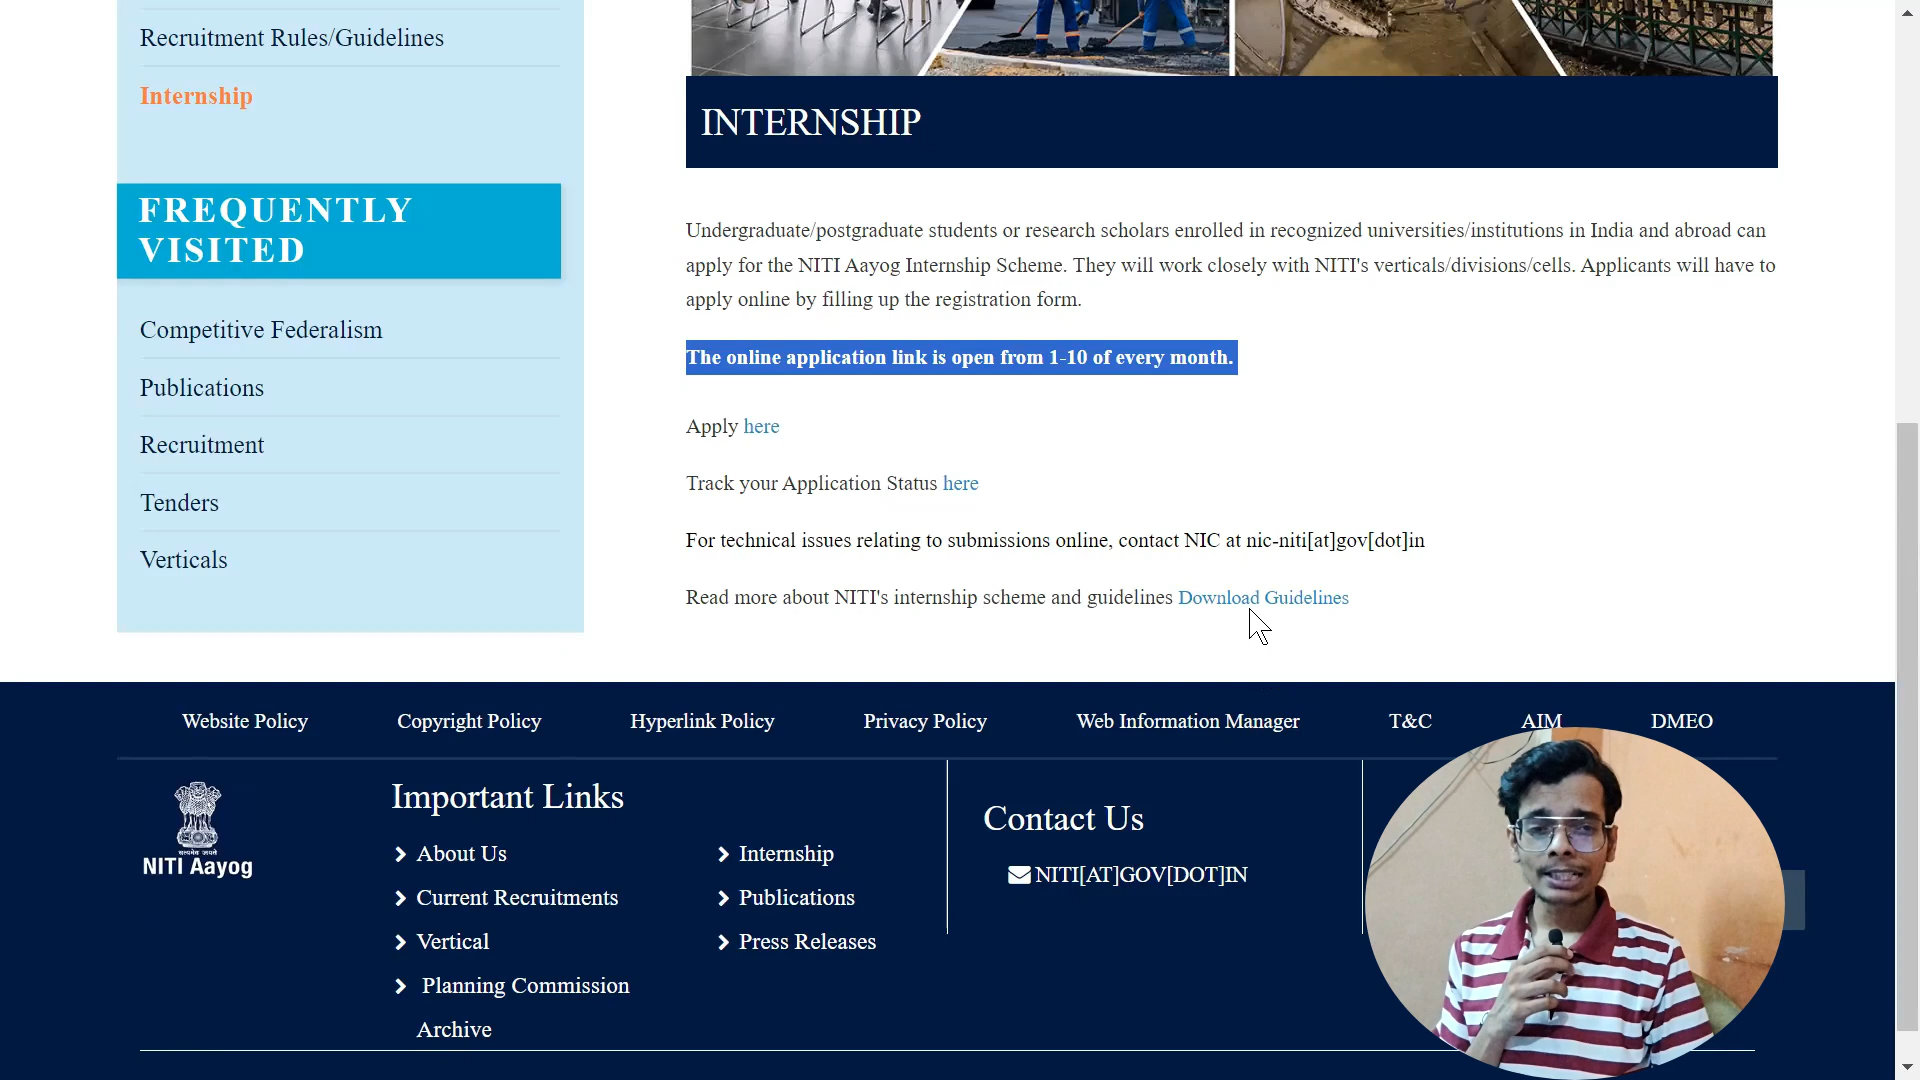 Recruitment Rules/Guidelines
Internship
FREQUENTLY
VISITED
Competitive Federalism
Publications
Recruitment
Tenders
Verticals
INTERNSHIP
Undergraduate/postgraduate students or research scholars enrolled in recognized universities/institutions in India and abroad can
apply for the NITI Aayog Internship Scheme. They will work closely with NITI's verticals/divisions/cells. Applicants will have to
apply online by filling up the registration form.
The online application link is open from 1-10 of every month.
Apply here
Track your Application Status here
For technical issues relating to submissions online, contact NIC at nic-niti[at]gov[dot]in
Read more about NITI's internship scheme and guidelines Download Guidelines
Website Policy Copyright Policy Hyperlink Policy Privacy Policy Web Information Manager T&C AIM DMEO
सत्यमेव जयते
NITI Aayog
Important Links
About Us
Current Recruitments
Vertical
Planning Commission
Archive
Internship
Publications
Press Releases
Contact Us
NITI[AT]GOV[DOT]IN